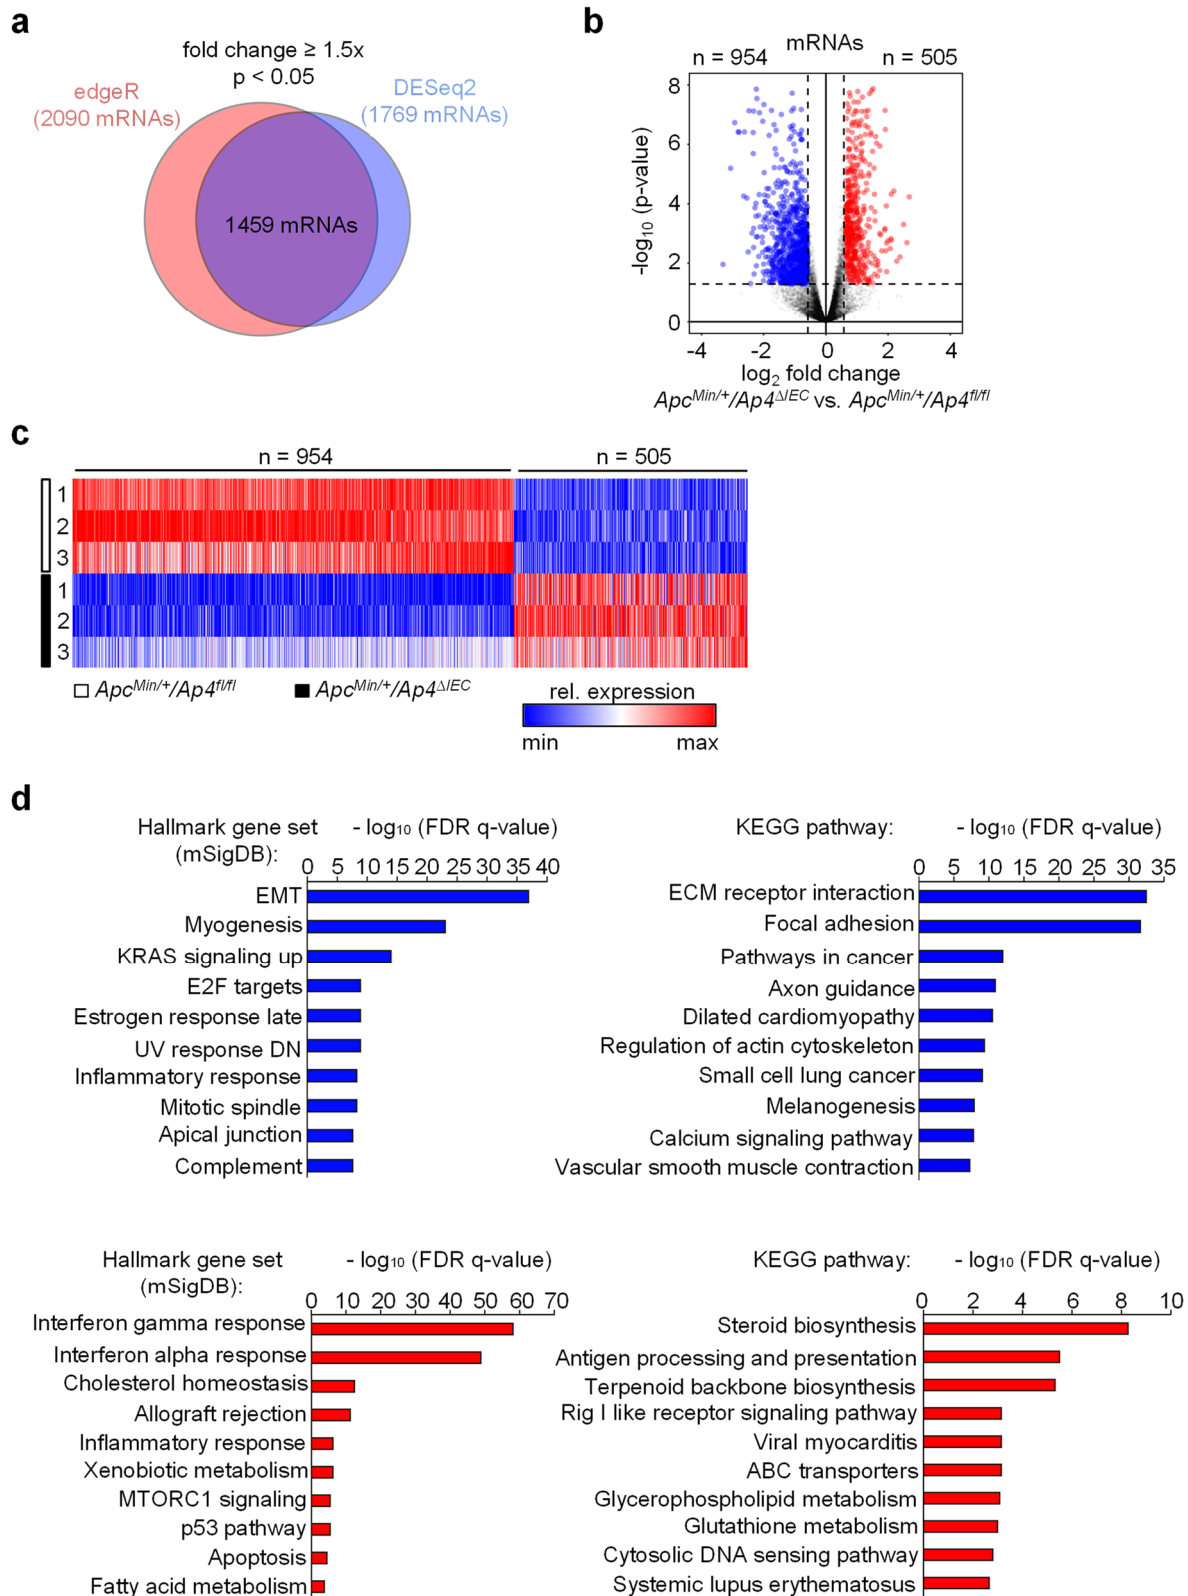 a
fold change ≥ 1.5x
p < 0.05
edgeR
(2090 mRNAs)
DESeq2
(1769 mRNAs)
1459 mRNAs
b
mRNAs
n = 954
n = 505
-log10 (p-value)
8
6
4
2
0
-4 -2 0 2 4
log2 fold change
ApcMin/+/Ap4ΔIEC vs. ApcMin/+/Ap4fl/fl
c
n = 954
n = 505
1
2
3
1
2
3
ApcMin/+/Ap4fl/fl
ApcMin/+/Ap4ΔIEC
rel. expression
min max
d
Hallmark gene set
(mSigDB):
- log10 (FDR q-value)
0 5 10 15 20 25 30 35 40
EMT
Myogenesis
KRAS signaling up
E2F targets
Estrogen response late
UV response DN
Inflammatory response
Mitotic spindle
Apical junction
Complement
KEGG pathway:
- log10 (FDR q-value)
0 5 10 15 20 25 30 35
ECM receptor interaction
Focal adhesion
Pathways in cancer
Axon guidance
Dilated cardiomyopathy
Regulation of actin cytoskeleton
Small cell lung cancer
Melanogenesis
Calcium signaling pathway
Vascular smooth muscle contraction
Hallmark gene set
(mSigDB):
- log10 (FDR q-value)
0 10 20 30 40 50 60 70
Interferon gamma response
Interferon alpha response
Cholesterol homeostasis
Allograft rejection
Inflammatory response
Xenobiotic metabolism
MTORC1 signaling
p53 pathway
Apoptosis
Fatty acid metabolism
KEGG pathway:
- log10 (FDR q-value)
0 2 4 6 8 10
Steroid biosynthesis
Antigen processing and presentation
Terpenoid backbone biosynthesis
Rig I like receptor signaling pathway
Viral myocarditis
ABC transporters
Glycerophospholipid metabolism
Glutathione metabolism
Cytosolic DNA sensing pathway
Systemic lupus erythematosus